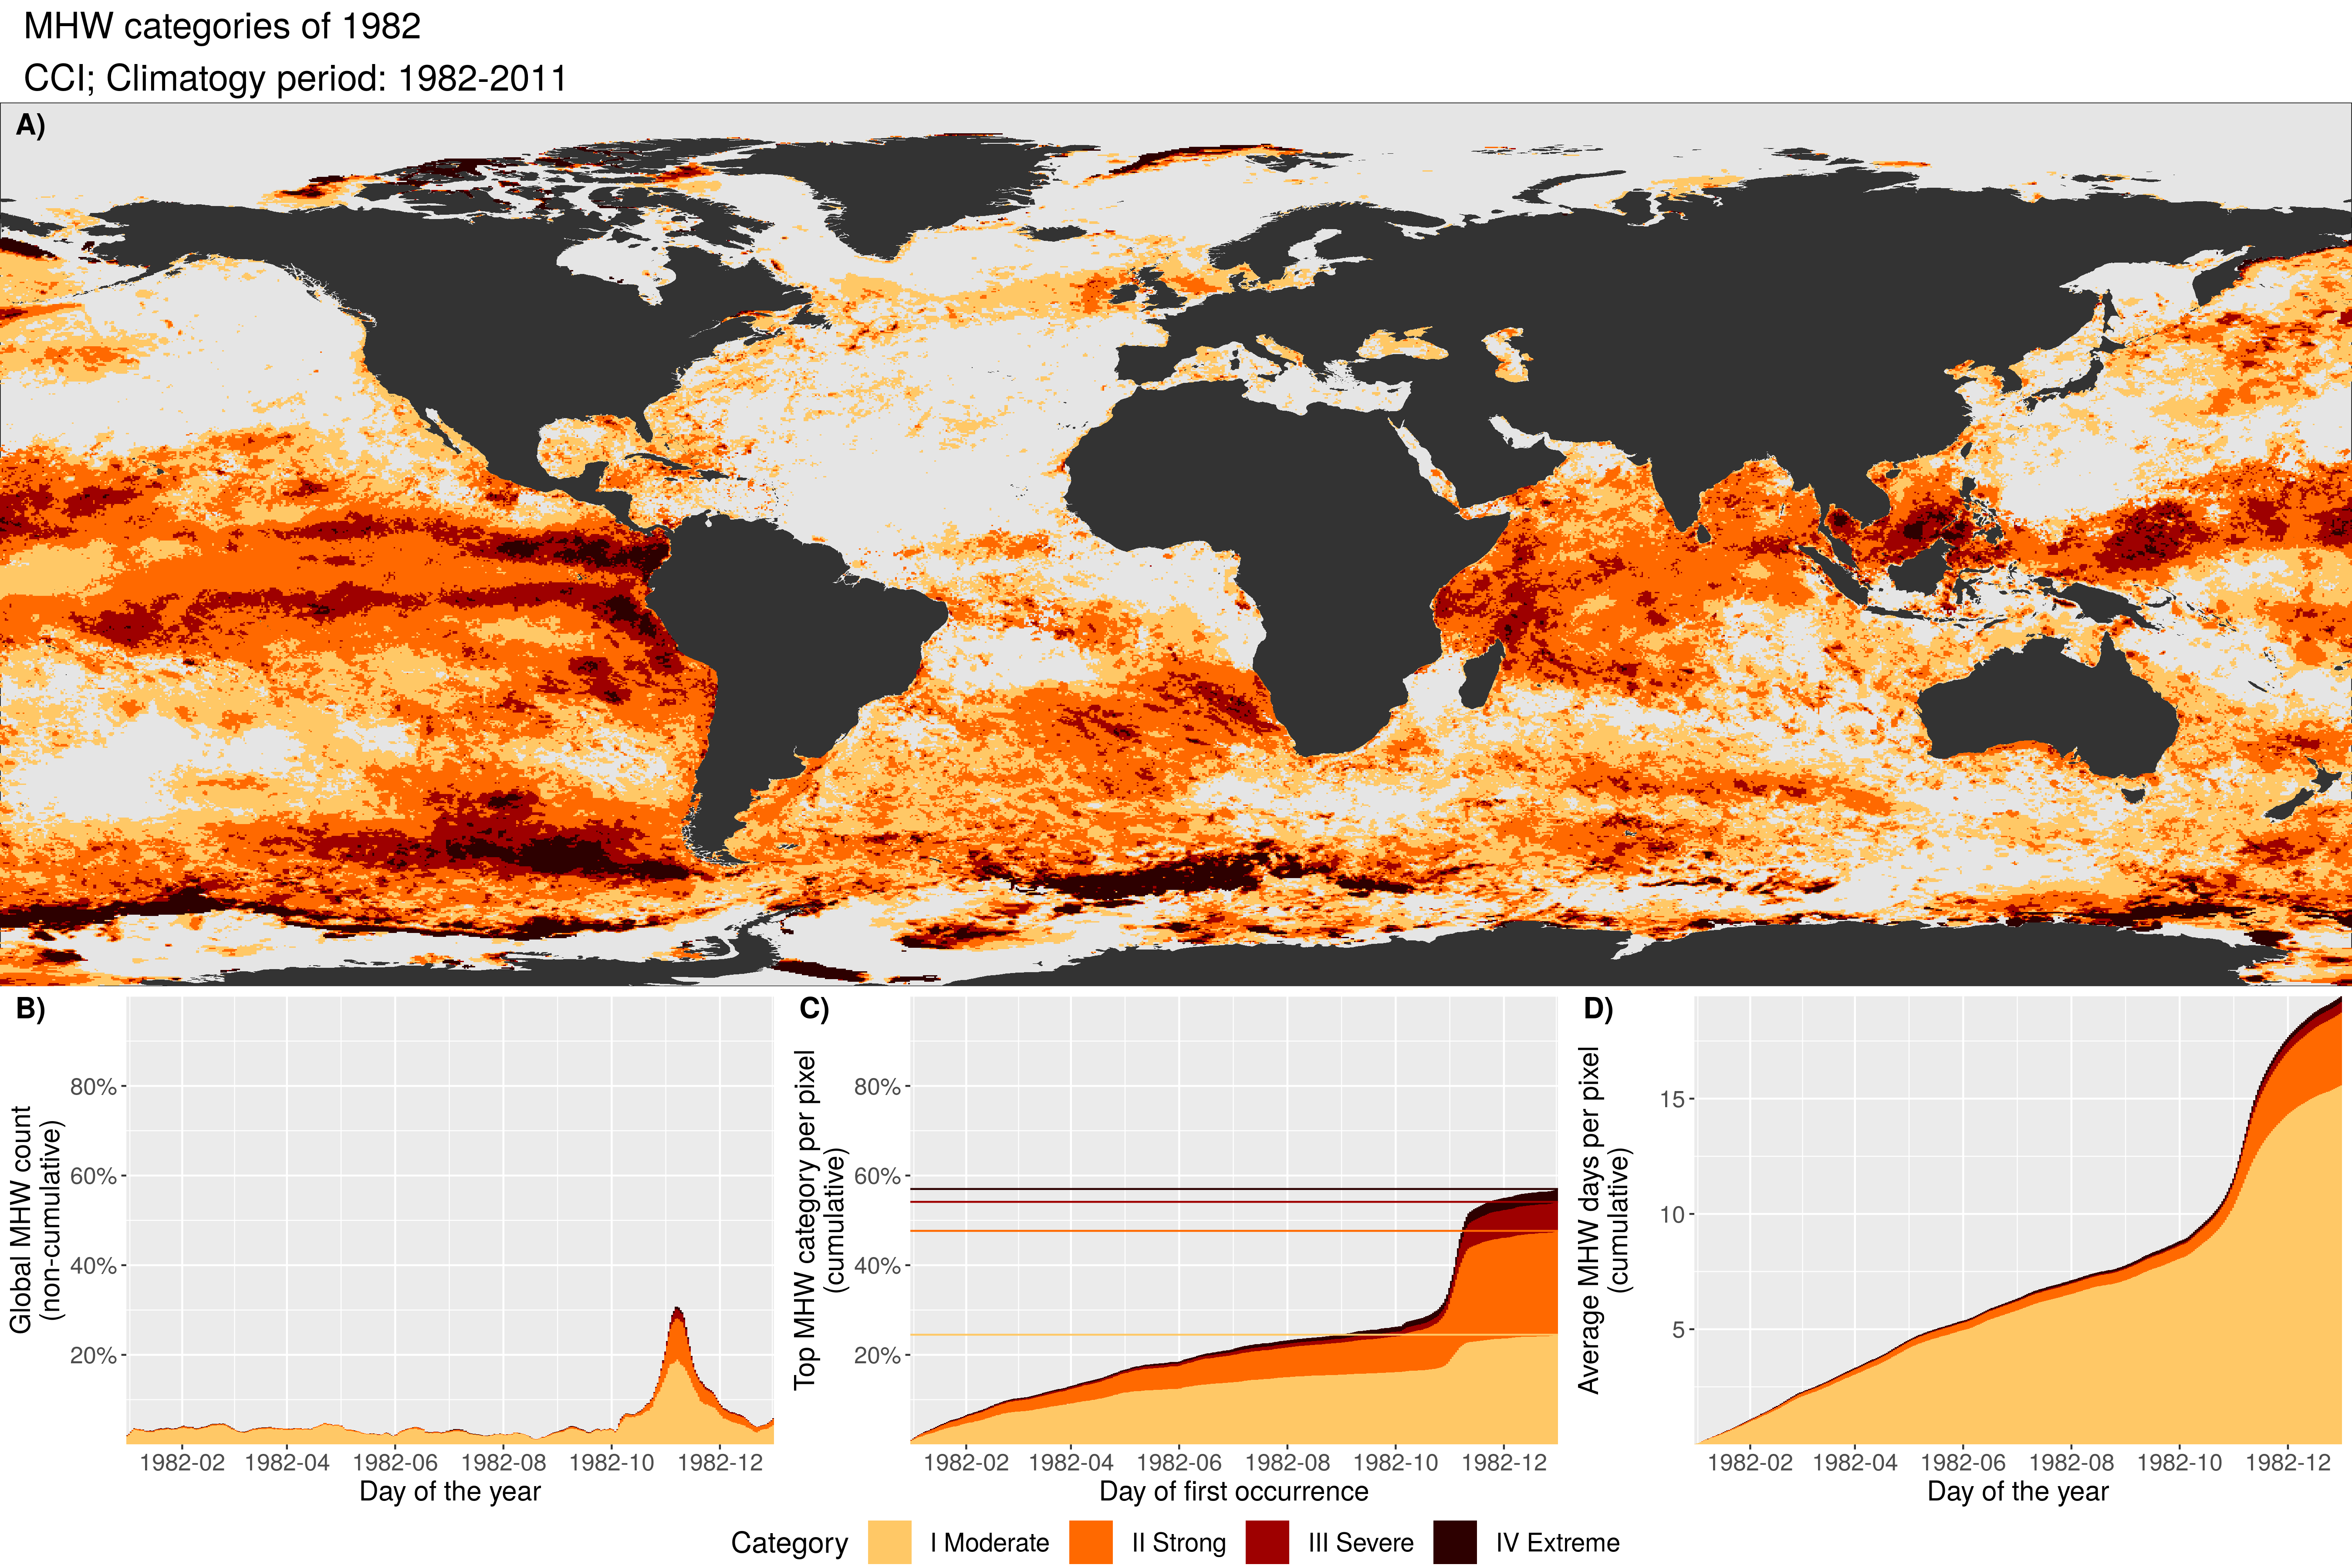 MHW categories of 1982
CCI; Climatogy period: 1982-2011
A)
B)
Global MHW count
(non-cumulative)
80%
60%
40%
20%
1982-02 1982-04 1982-06 1982-08 1982-10 1982-12
Day of the year
C)
Top MHW category per pixel
(cumulative)
80%
60%
40%
20%
1982-02 1982-04 1982-06 1982-08 1982-10 1982-12
Day of first occurrence
D)
Average MHW days per pixel
(cumulative)
15
10
5
1982-02 1982-04 1982-06 1982-08 1982-10 1982-12
Day of the year
Category I Moderate II Strong III Severe IV Extreme